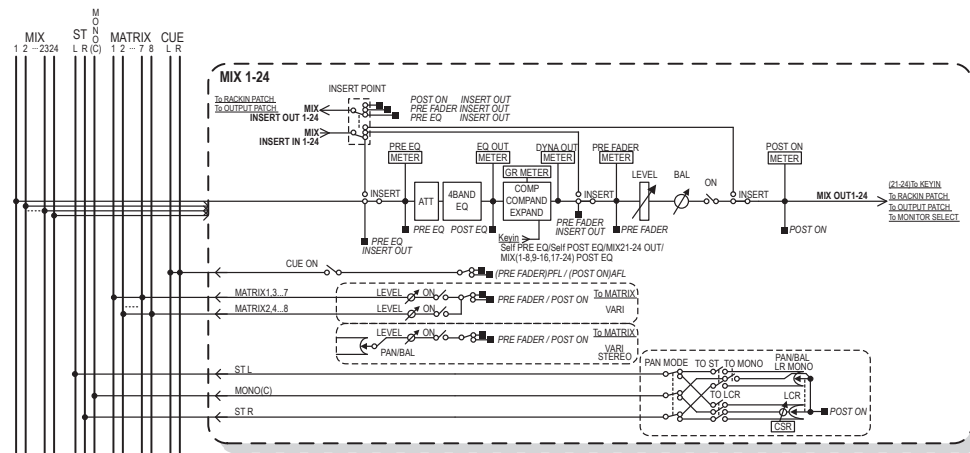 MIX
1 2 ··· 2324
ST
L R
MONO
(C)
MATRIX
1 2 ··· 7 8
CUE
L R
MIX 1-24
INSERT POINT
To RACKIN PATCH
To OUTPUT PATCH
MIX
INSERT OUT 1-24
MIX
INSERT IN 1-24
POST ON INSERT OUT
PRE FADER INSERT OUT
PRE EQ INSERT OUT
PRE EQ
METER
EQ OUT
METER
DYNA OUT
METER
PRE FADER
METER
POST ON
METER
GR METER
LEVEL
BAL
ON
INSERT
ATT
4BAND
EQ
COMP
COMPAND
EXPAND
INSERT
INSERT
MIX OUT1-24
(21-24)To KEYIN
To RACKIN PATCH
To OUTPUT PATCH
To MONITOR SELECT
PRE EQ
INSERT OUT
PRE EQ
POST EQ
PRE FADER
INSERT OUT
PRE FADER
POST ON
Keyin
Self PRE EQ/Self POST EQ/MIX21-24 OUT/
MIX(1-8,9-16,17-24) POST EQ
CUE ON
(PRE FADER)PFL / (POST ON)AFL
MATRIX1,3...7
LEVEL
ON
PRE FADER / POST ON
To MATRIX
MATRIX2,4...8
LEVEL
ON
VARI
LEVEL
ON
PRE FADER / POST ON
To MATRIX
PAN/BAL
VARI
STEREO
ST L
MONO(C)
ST R
PAN MODE
TO ST
TO MONO
PAN/BAL
LR MONO
TO LCR
LCR
POST ON
CSR